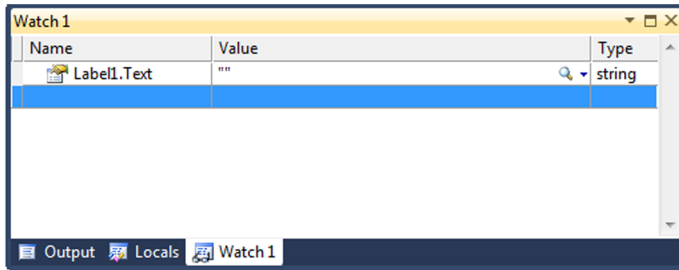 Watch 1
Name Value Type
Label1.Text "" string
Output Locals Watch 1